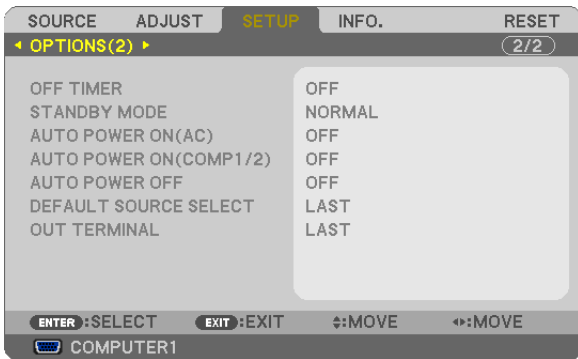 SOURCE ADJUST SETUP INFO. RESET
OPTIONS(2) 2/2
OFF TIMER OFF
STANDBY MODE NORMAL
AUTO POWER ON(AC) OFF
AUTO POWER ON(COMP1/2) OFF
AUTO POWER OFF OFF
DEFAULT SOURCE SELECT LAST
OUT TERMINAL LAST
ENTER :SELECT EXIT :EXIT :MOVE :MOVE
COMPUTER1